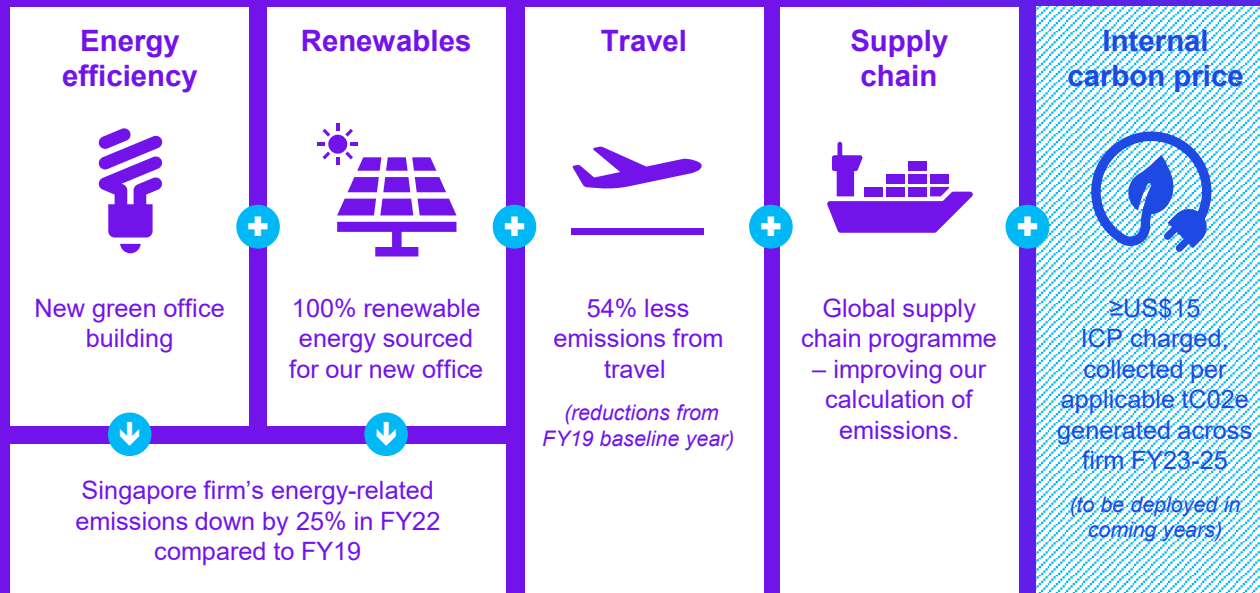 Energy
efficiency
New green office
building
Renewables
100% renewable
energy sourced
for our new office
Singapore firm’s energy-related
emissions down by 25% in FY22
compared to FY19
Travel
54% less
emissions from
travel
(reductions from
FY19 baseline year)
Supply
chain
Global supply
chain programme
– improving our
calculation of
emissions.
Internal
carbon price
≥US$15
ICP charged,
collected per
applicable tC02e
generated across
firm FY23-25
(to be deployed in
coming years)